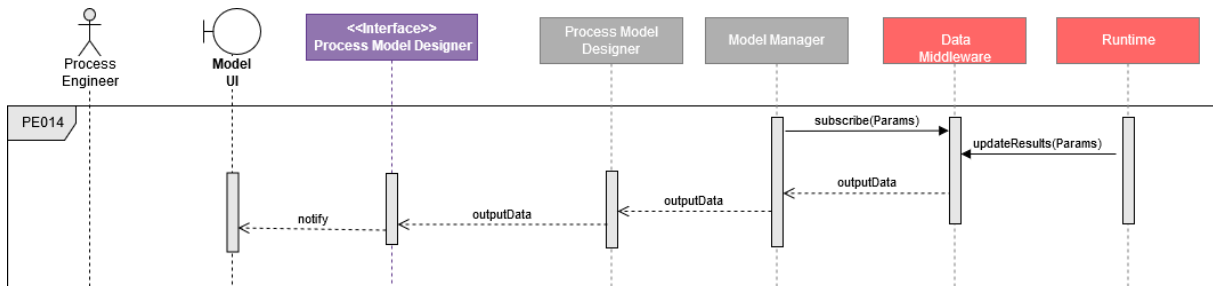 Process
Engineer
Model
UI
<<Interface>>
Process Model Designer
Process Model
Designer
Model Manager
Data
Middleware
Runtime
PE014
subscribe(Params)
updateResults(Params)
outputData
outputData
outputData
notify